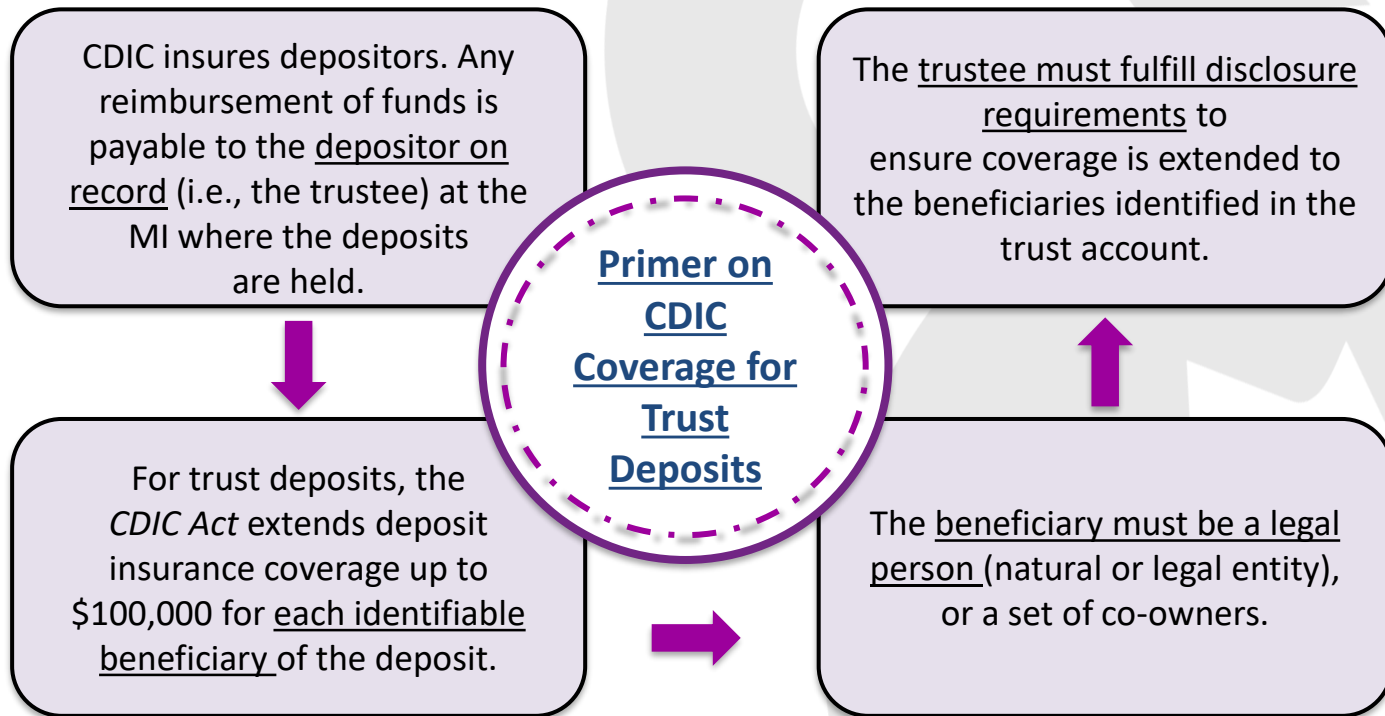 CDIC insures depositors. Any
reimbursement of funds is
payable to the depositor on
record (i.e., the trustee) at the
MI where the deposits
are held.
For trust deposits, the
CDIC Act extends deposit
insurance coverage up to
$100,000 for each identifiable
beneficiary of the deposit.
Primer on
CDIC
Coverage for
Trust
Deposits
The beneficiary must be a legal
person (natural or legal entity),
or a set of co-owners.
The trustee must fulfill disclosure
requirements to
ensure coverage is extended to
the beneficiaries identified in the
trust account.